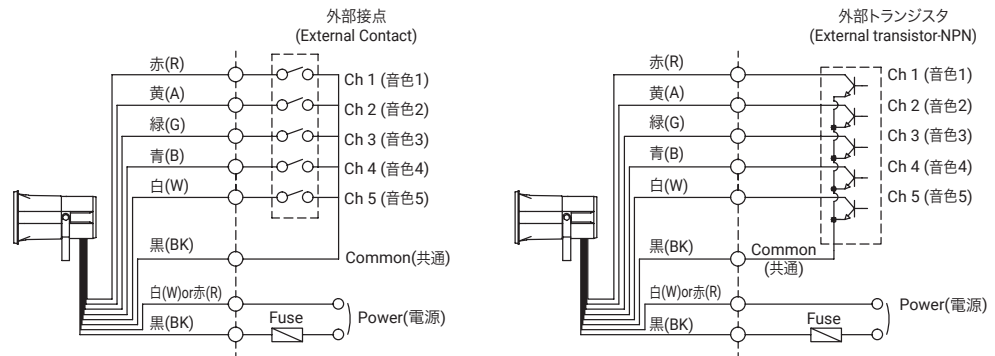 外部接点
(External Contact)
赤(R)
Ch 1 (音色1)
黄(A)
Ch 2 (音色2)
緑(G)
Ch 3 (音色3)
青(B)
Ch 4 (音色4)
白(W)
Ch 5 (音色5)
黒(BK)
Common(共通)
白(W)or赤(R)
Power(電源)
黒(BK)
Fuse
外部トランジスタ
(External transistor-NPN)
赤(R)
Ch 1 (音色1)
黄(A)
Ch 2 (音色2)
緑(G)
Ch 3 (音色3)
青(B)
Ch 4 (音色4)
白(W)
Ch 5 (音色5)
黒(BK)
Common
(共通)
白(W)or赤(R)
Power(電源)
黒(BK)
Fuse